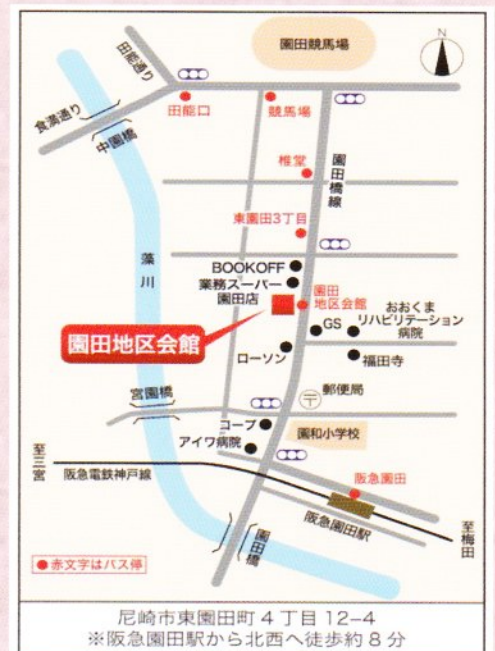 園田競馬場
N
田能通り
食満通り
中園橋
田能口
競馬場
椎堂
園田橋線
東園田3丁目
藻川
BOOKOFF
業務スーパー
園田店
園田
地区会館
GS
おおくま
リハビリテーション
病院
園田地区会館
ローソン
福田寺
宮園橋
郵便局
コープ
園和小学校
アイワ病院
至三宮
阪急電鉄神戸線
阪急園田
阪急園田駅
至梅田
園田橋
●赤文字はバス停
尼崎市東園田町4丁目12-4
※阪急園田駅から北西へ徒歩約8分